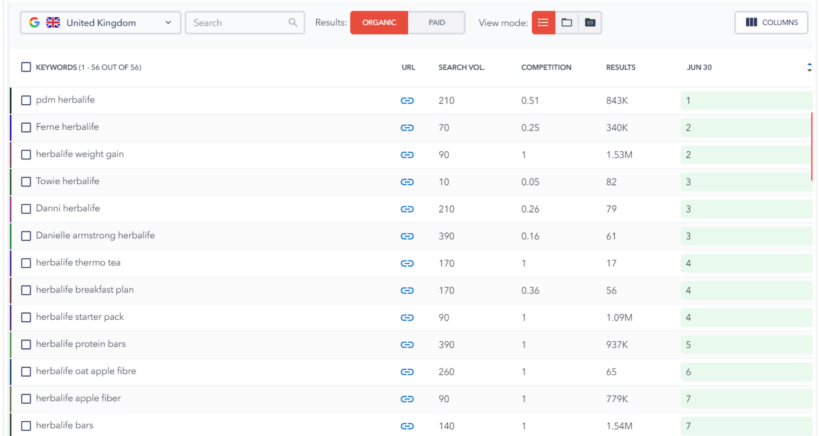 United Kingdom Search Results: ORGANIC PAID View mode: COLUMNS
KEYWORDS (1 - 56 OUT OF 56) URL SEARCH VOL. COMPETITION RESULTS JUN 30
pdm herbalife 210 0.51 843K 1
Ferne herbalife 70 0.25 340K 2
herbalife weight gain 90 1 1.53M 2
Towie herbalife 10 0.05 82 3
Danni herbalife 210 0.26 79 3
Danielle armstrong herbalife 390 0.16 61 3
herbalife thermo tea 170 1 17 4
herbalife breakfast plan 170 0.36 56 4
herbalife starter pack 90 1 1.09M 4
herbalife protein bars 390 1 937K 5
herbalife oat apple fibre 260 1 65 6
herbalife apple fiber 90 1 779K 7
herbalife bars 140 1 1.54M 7